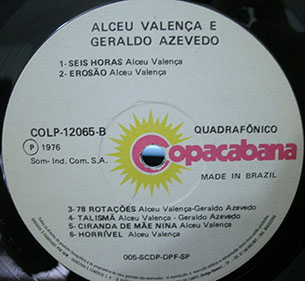 ALCEU VALENÇA E
GERALDO AZEVEDO
1- SEIS HORAS Alceu Valença
2- EROSÃO Alceu Valença
COLP-12065-B
QUADRAFÔNICO
P 1976
Som- Ind. Com. S.A.
Copacabana
MADE IN BRAZIL
3- 78 ROTAÇÕES Alceu Valença-Geraldo Azevedo
4- TALISMÃ Alceu Valença - Geraldo Azevedo
5- CIRANDA DE MÃE NINA Alceu Valença
6- HORRÍVEL Alceu Valença
005-SCDP-DPF-SP